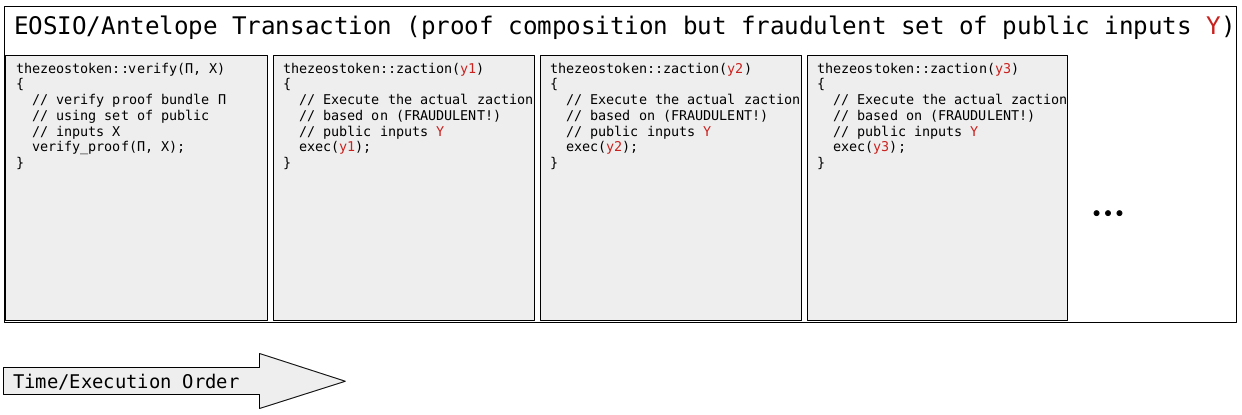 EOSIO/Antelope Transaction (proof composition but fraudulent set of public inputs Y)
thezeostoken::verify(Π, X)
{
  // verify proof bundle Π
  // using set of public
  // inputs X
  verify_proof(Π, X);
}
thezeostoken::zaction(y1)
{
  // Execute the actual zaction
  // based on (FRAUDULENT!)
  // public inputs Y
  exec(y1);
}
thezeostoken::zaction(y2)
{
  // Execute the actual zaction
  // based on (FRAUDULENT!)
  // public inputs Y
  exec(y2);
}
thezeostoken::zaction(y3)
{
  // Execute the actual zaction
  // based on (FRAUDULENT!)
  // public inputs Y
  exec(y3);
}
...
Time/Execution Order